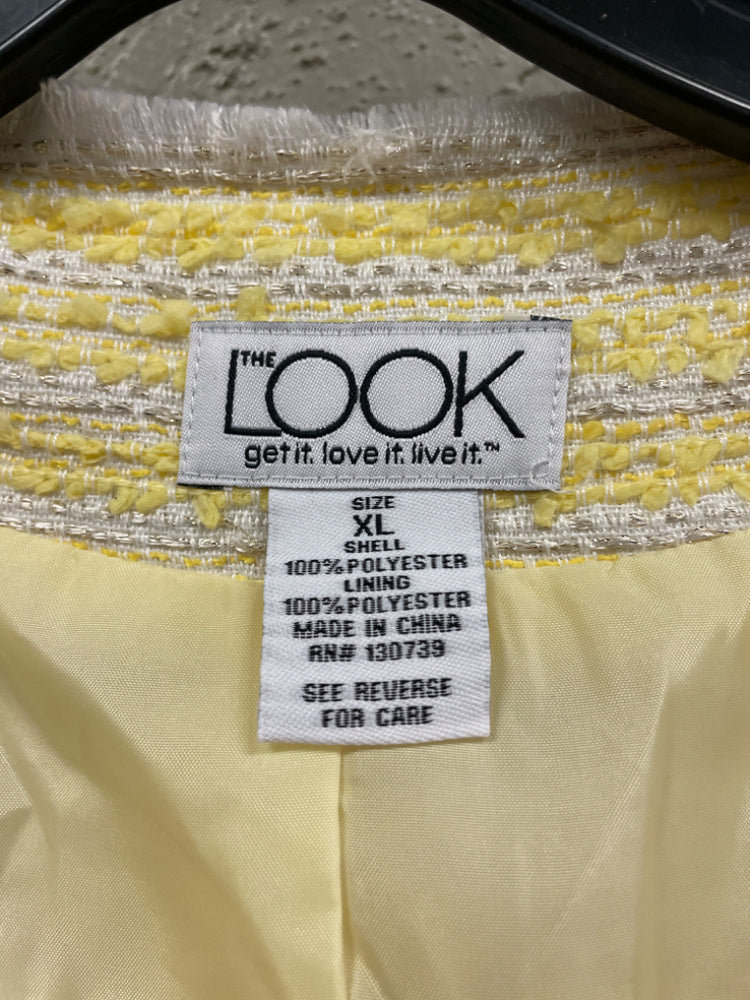 THE LOOK
get it. love it. live it.™
SIZE
XL
SHELL
100% POLYESTER
LINING
100% POLYESTER
MADE IN CHINA
RN# 130739
SEE REVERSE
FOR CARE